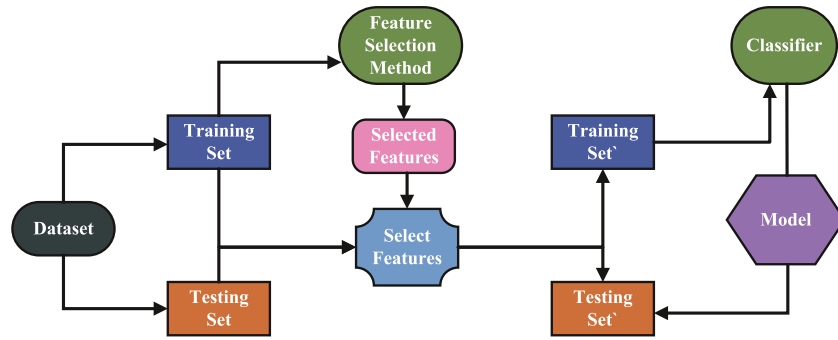 Feature
Selection
Method
Classifier
Training
Set
Selected
Features
Training
Set`
Dataset
Select
Features
Model
Testing
Set
Testing
Set`